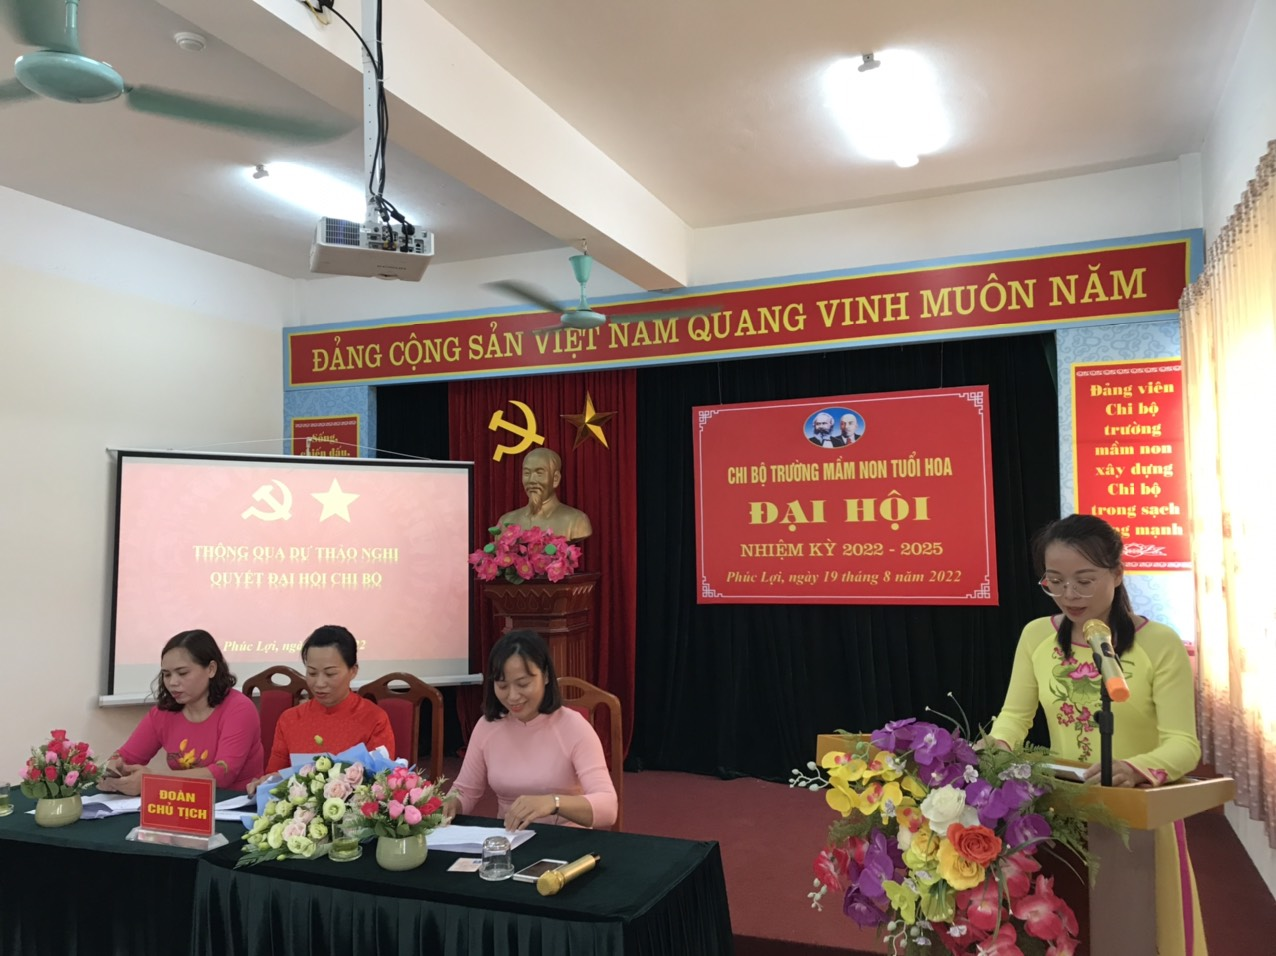 ĐẢNG CỘNG SẢN VIỆT NAM QUANG VINH MUÔN NĂM
Sống,
chiến đấu,
THÔNG QUA DỰ THẢO NGHỊ
QUYẾT ĐẠI HỘI CHI BỘ
Phúc Lợi,
CHI BỘ TRƯỜNG MẦM NON TUỔI HOA
ĐẠI HỘI
NHIỆM KỲ 2022 - 2025
Phúc Lợi, ngày 19 tháng 8 năm 2022
Đảng viên
Chi bộ
trường
mầm non
xây dựng
Chi bộ
trong sạch
mạnh
ĐOÀN
CHỦ TỊCH